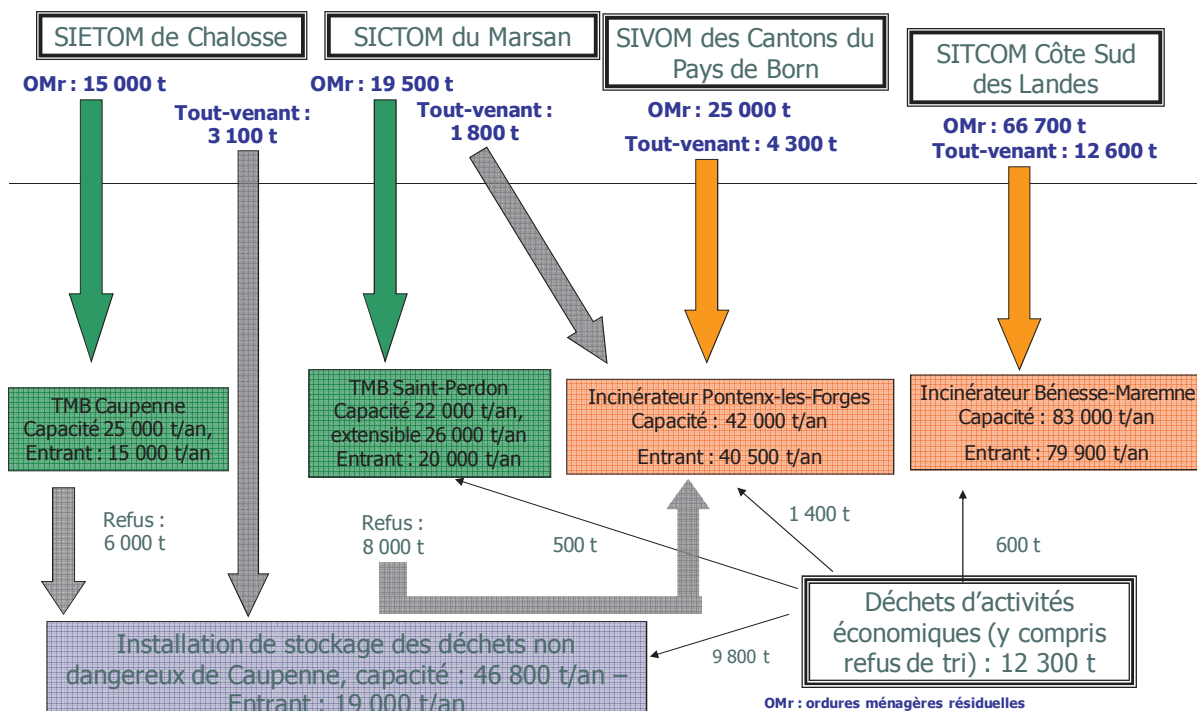 SIETOM de Chalosse
SICTOM du Marsan
SIVOM des Cantons du
Pays de Born
SITCOM Côte Sud
des Landes
OMr : 15 000 t
Tout-venant :
3 100 t
OMr : 19 500 t
Tout-venant :
1 800 t
OMr : 25 000 t
Tout-venant : 4 300 t
OMr : 66 700 t
Tout-venant : 12 600 t
TMB Caupenne
Capacité 25 000 t/an,
Entrant : 15 000 t/an
TMB Saint-Perdon
Capacité 22 000 t/an,
extensible 26 000 t/an
Entrant : 20 000 t/an
Incinérateur Pontenx-les-Forges
Capacité : 42 000 t/an
Entrant : 40 500 t/an
Incinérateur Bénesse-Maremne
Capacité : 83 000 t/an
Entrant : 79 900 t/an
Refus :
6 000 t
Refus :
8 000 t
500 t
1 400 t
600 t
9 800 t
Installation de stockage des déchets non
dangereux de Caupenne, capacité : 46 800 t/an –
Entrant : 19 000 t/an
Déchets d'activités
économiques (y compris
refus de tri) : 12 300 t
OMr : ordures ménagères résiduelles